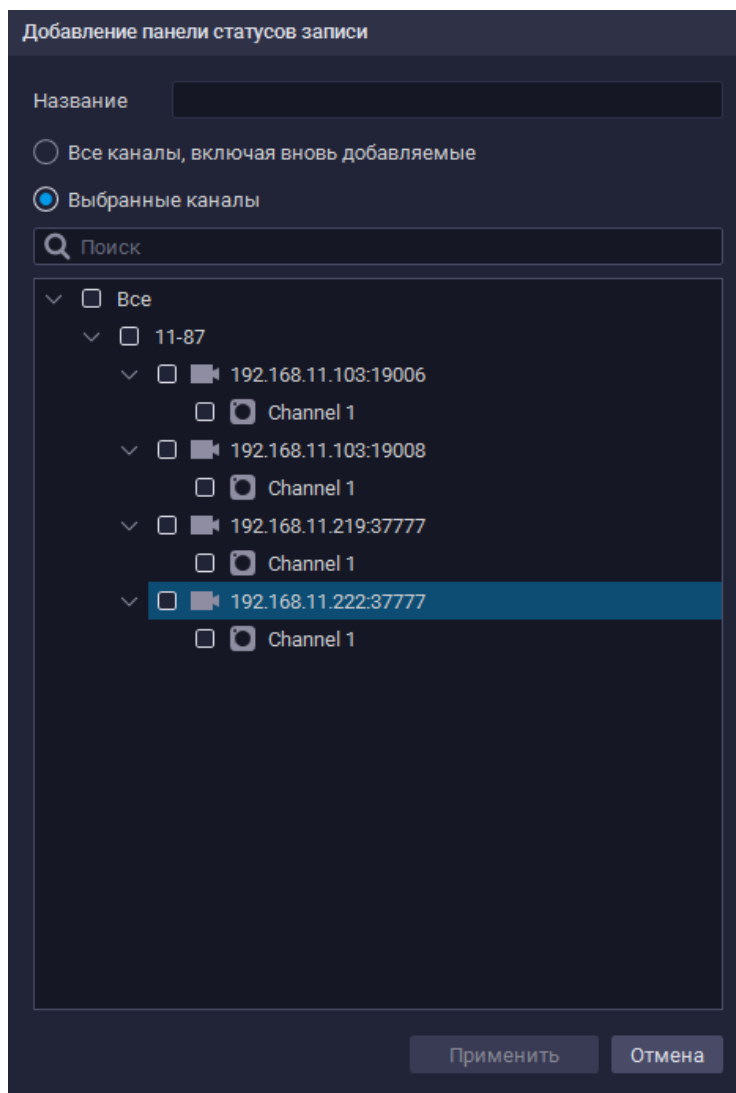 Добавление панели статусов записи
Название
Все каналы, включая вновь добавляемые
Выбранные каналы
Поиск
Все
11-87
192.168.11.103:19006
Channel 1
192.168.11.103:19008
Channel 1
192.168.11.219:37777
Channel 1
192.168.11.222:37777
Channel 1
Применить Отмена